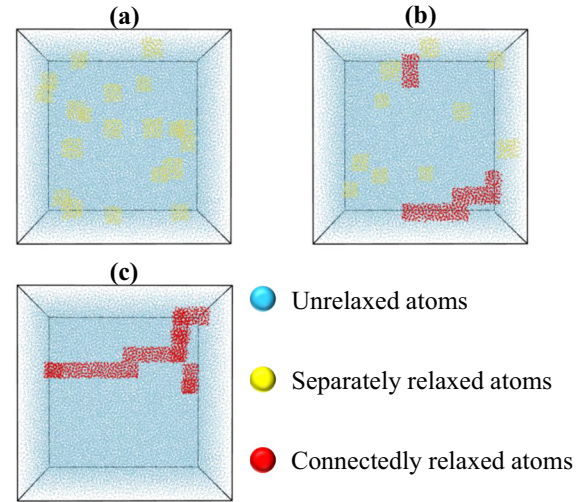 (a)
(b)
(c)
Unrelaxed atoms
Separately relaxed atoms
Connectedly relaxed atoms